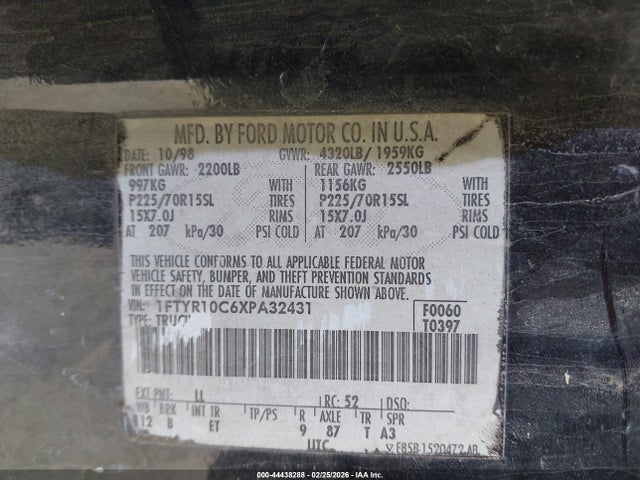 MFD. BY FORD MOTOR CO. IN U.S.A.
DATE: 10/98 GVWR: 4320LB/ 1959KG
FRONT GAWR: 2200LB REAR GAWR: 2550LB
997KG WITH 1156KG WITH
P225/70R15SL TIRES P225/70R15SL TIRES
15X7.0J RIMS 15X7.0J RIMS
AT 207 kPa/30 PSI COLD AT 207 kPa/30 PSI COLD
THIS VEHICLE CONFORMS TO ALL APPLICABLE FEDERAL MOTOR
VEHICLE SAFETY, BUMPER, AND THEFT PREVENTION STANDARDS
IN EFFECT ON THE DATE OF MANUFACTURE SHOWN ABOVE.
VIN: 1FTYR10C6XPA32431 F0060
TYPE: TRUCK T0397
EXT PNT: LL RC: 52 DSO:
WB BRK INT TR TP/PS R AXLE TR SPR
112 B ET 9 87 T A3
UTC
000-44438288 - 02/25/2026 - IAA Inc.